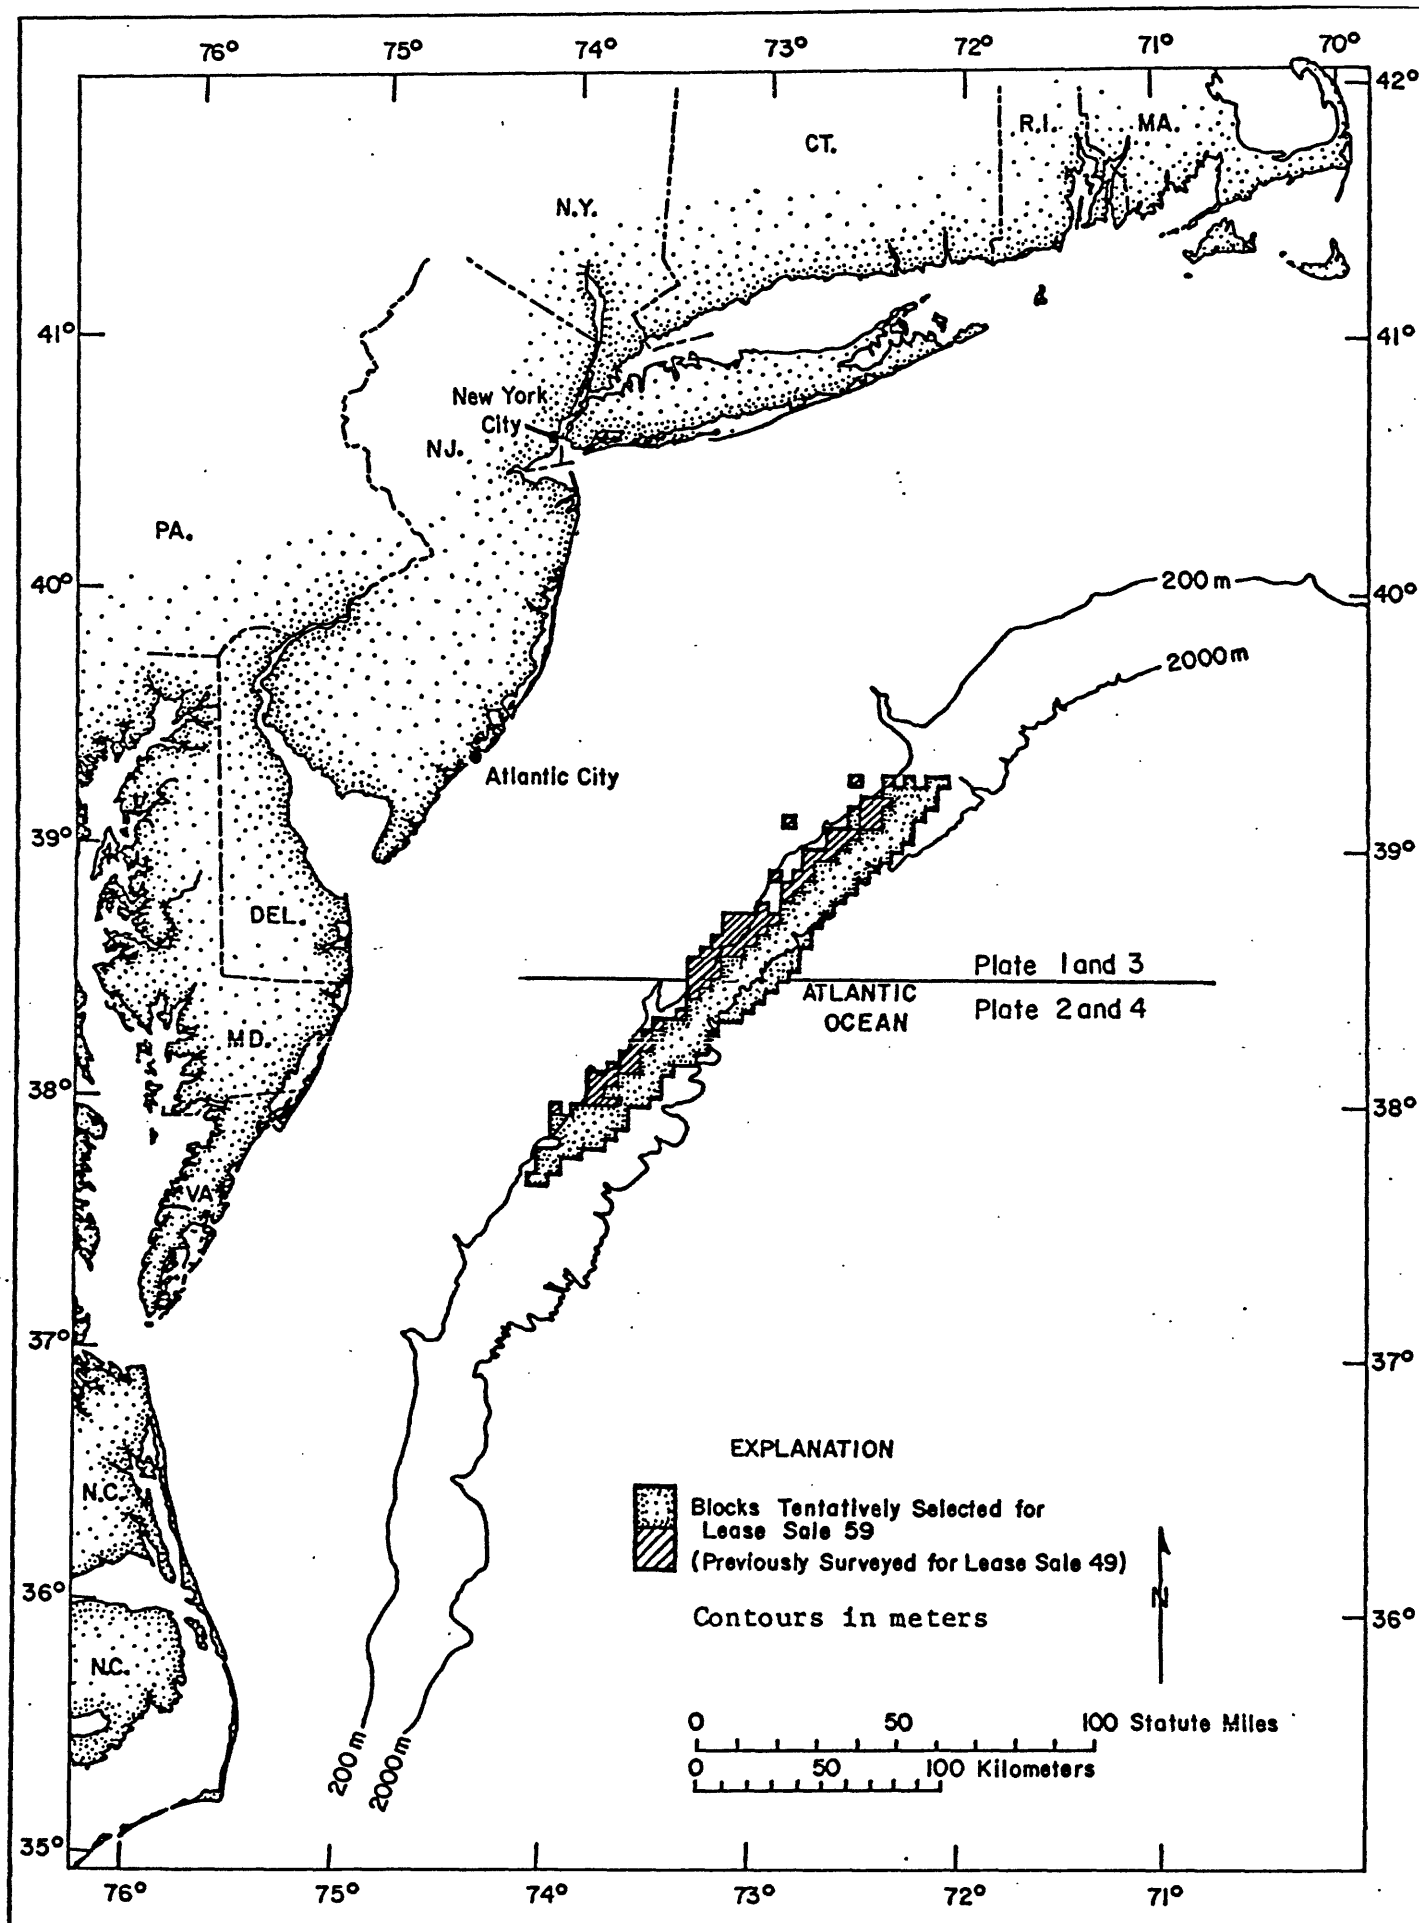 76° 75° 74° 73° 72° 71° 70°
42°
R.I. MA.
CT.
N.Y.
41° 41°
New York
City
N.J.
PA.
40° 200 m 40°
2000 m
Atlantic City
39° 39°
DEL.
Plate 1 and 3
ATLANTIC
OCEAN
Plate 2 and 4
MD.
38° 38°
VA
37° 37°
EXPLANATION
N.C.
Blocks Tentatively Selected for
Lease Sale 59
(Previously Surveyed for Lease Sale 49)
36° N 36°
Contours in meters
N.C.
0 50 100 Statute Miles
0 50 100 Kilometers
200 m
2000 m
35°
76° 75° 74° 73° 72° 71°